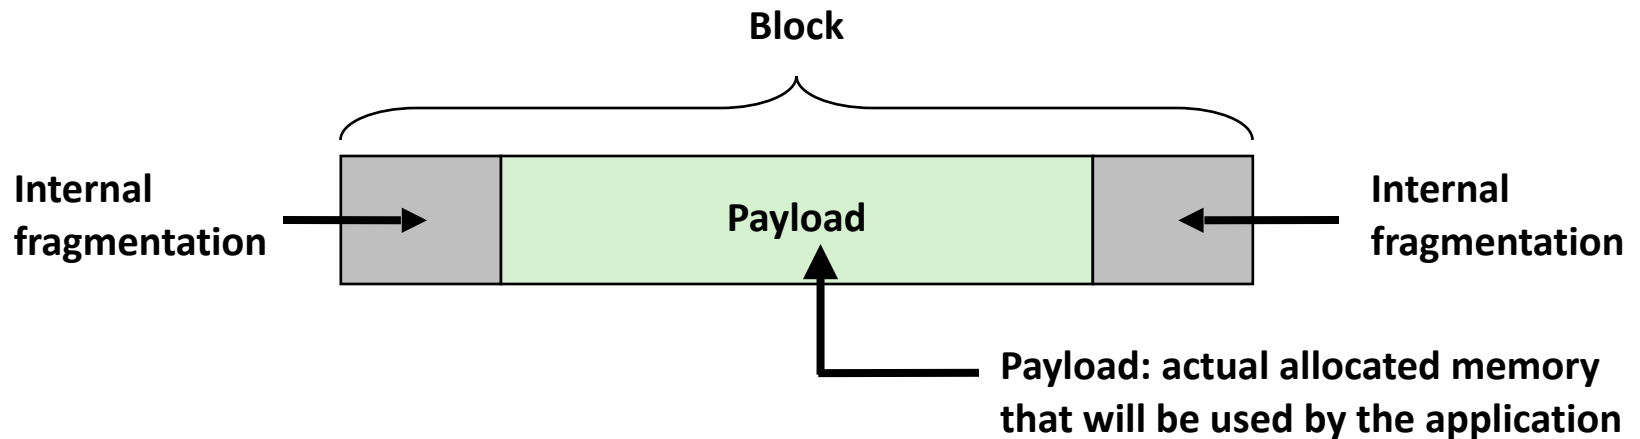 Block
Internal
fragmentation
Payload
Internal
fragmentation
Payload: actual allocated memory
that will be used by the application